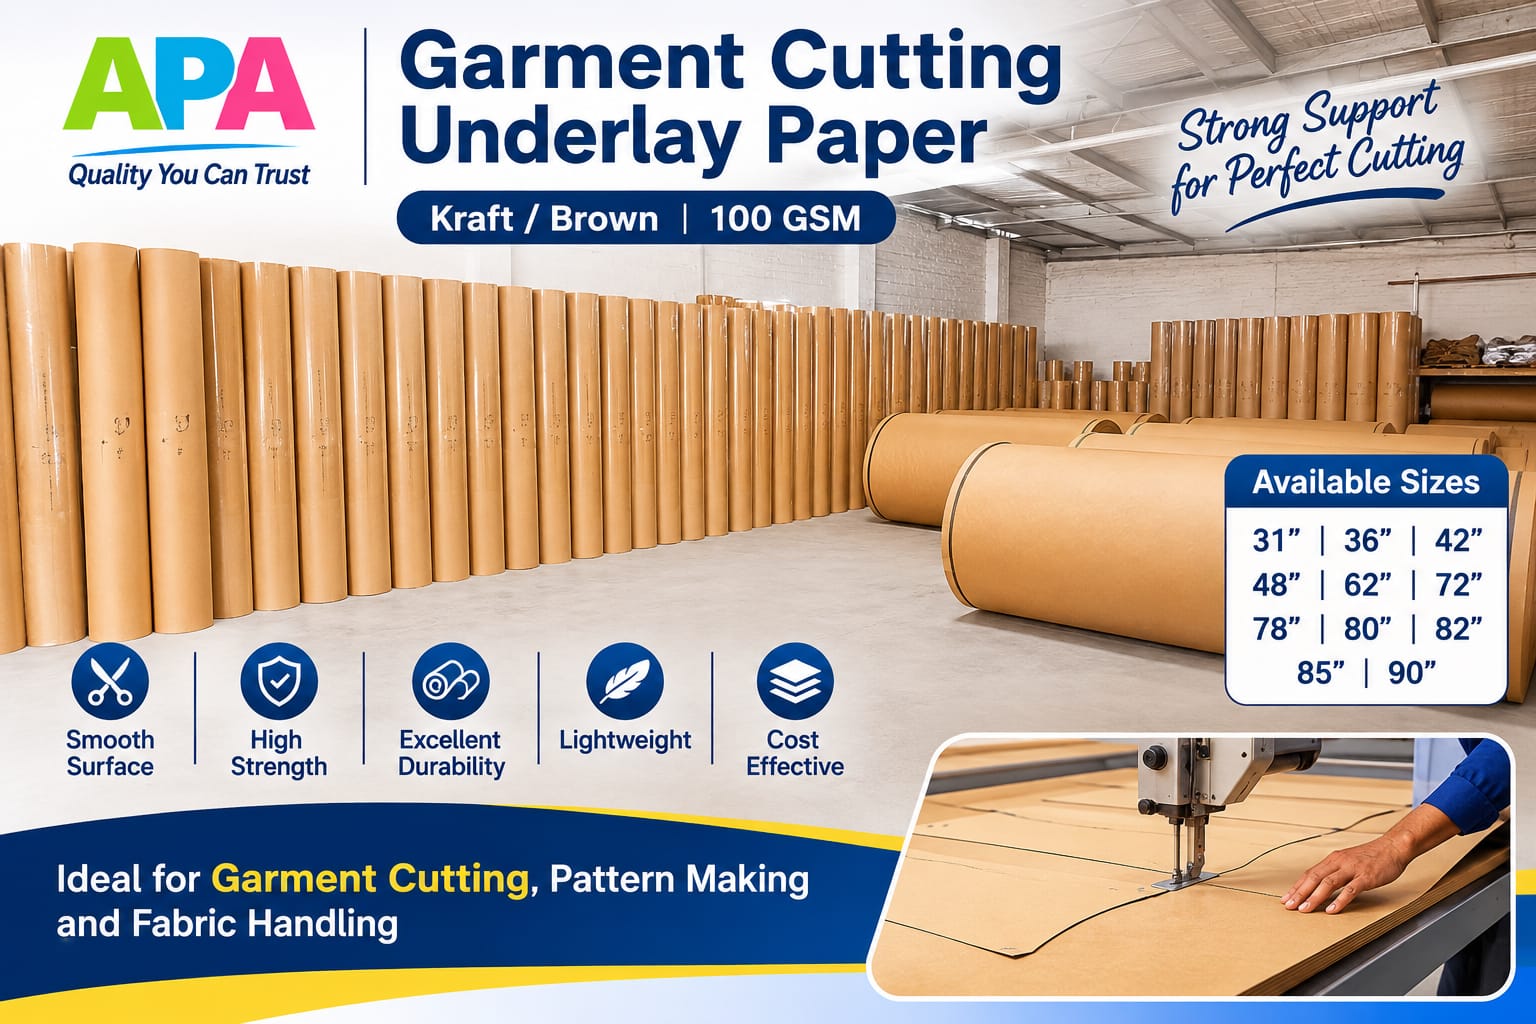 APA
Quality You Can Trust
Garment Cutting
Underlay Paper
Kraft / Brown | 100 GSM
Strong Support
for Perfect Cutting
Available Sizes
31” | 36” | 42”
48” | 62” | 72”
78” | 80” | 82”
85” | 90”
Smooth
Surface
High
Strength
Excellent
Durability
Lightweight
Cost
Effective
Ideal for Garment Cutting, Pattern Making
and Fabric Handling